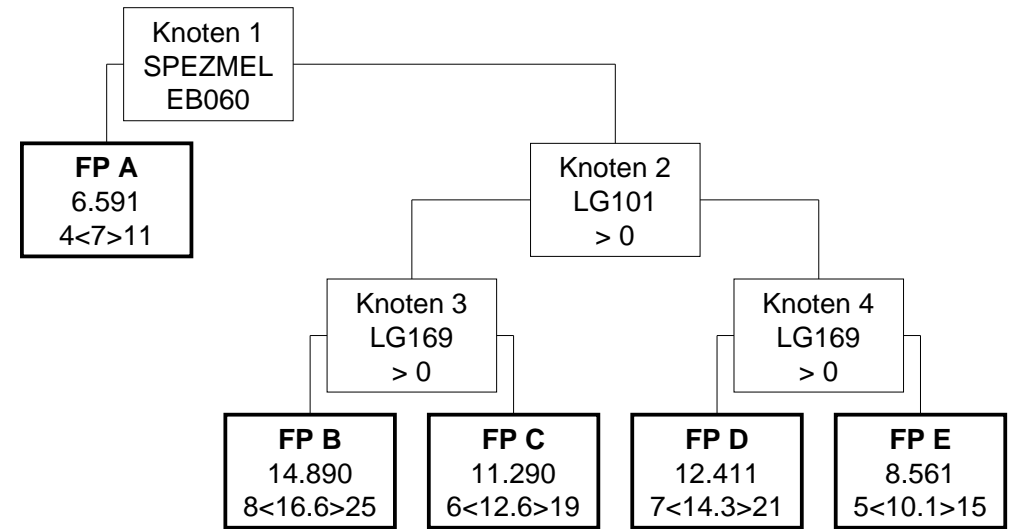 Knoten 1
SPEZMEL
EB060
FP A
6.591
4<7>11
Knoten 2
LG101
> 0
Knoten 3
LG169
> 0
Knoten 4
LG169
> 0
FP B
14.890
8<16.6>25
FP C
11.290
6<12.6>19
FP D
12.411
7<14.3>21
FP E
8.561
5<10.1>15